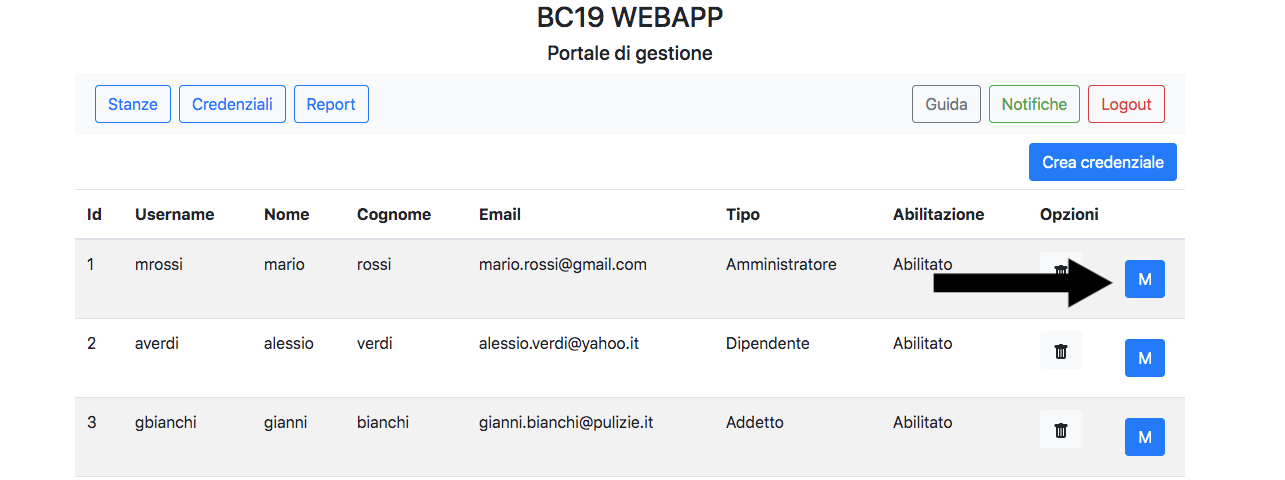 BC19 WEBAPP
Portale di gestione
Stanze Credenziali Report Guida Notifiche Logout
Crea credenziale
Id Username Nome Cognome Email Tipo Abilitazione Opzioni
1 mrossi mario rossi mario.rossi@gmail.com Amministratore Abilitato M
2 averdi alessio verdi alessio.verdi@yahoo.it Dipendente Abilitato M
3 gbianchi gianni bianchi gianni.bianchi@pulizie.it Addetto Abilitato M